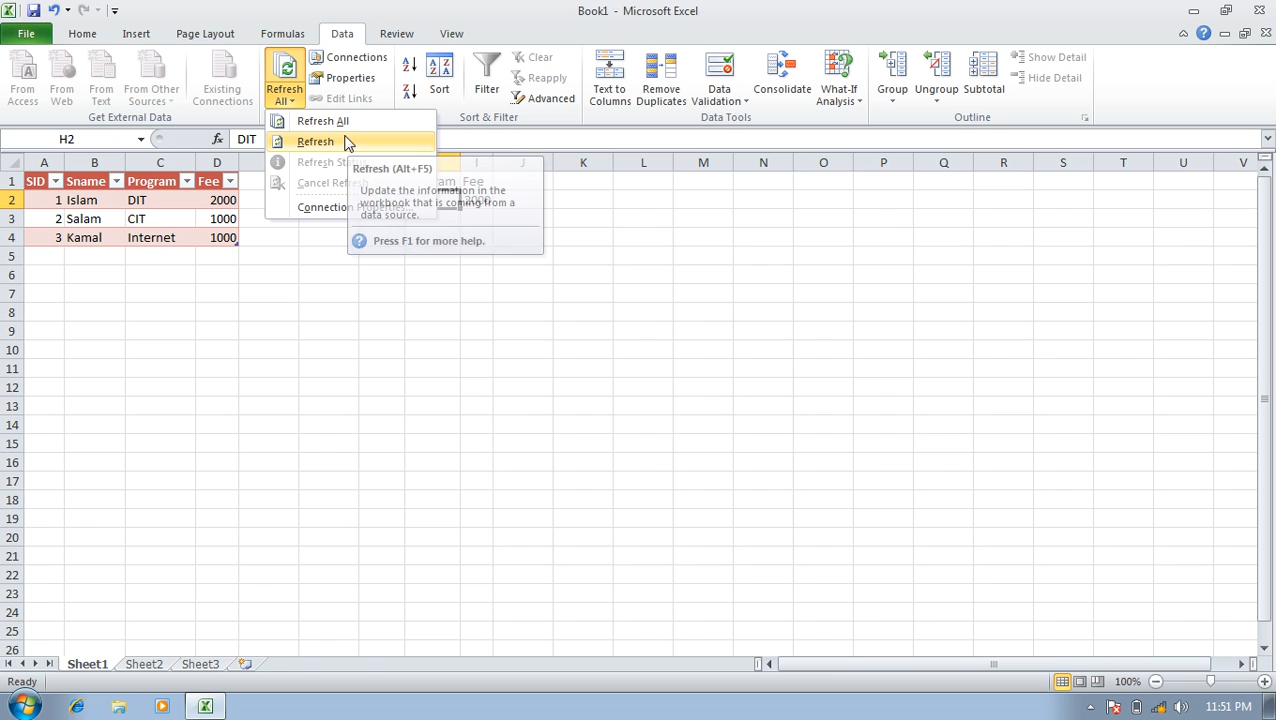 Book1 - Microsoft Excel
File Home Insert Page Layout Formulas Data Review View
From Access
From Web
From Text
From Other Sources
Existing Connections
Get External Data
Refresh All
Connections
Properties
Edit Links
Sort
Filter
Clear
Reapply
Advanced
Sort & Filter
Text to Columns
Remove Duplicates
Data Validation
Consolidate
What-If Analysis
Data Tools
Group
Ungroup
Subtotal
Show Detail
Hide Detail
Outline
H2 fx DIT
Refresh All
Refresh
Cancel
Connection
Refresh (Alt+F5)
Update the information in the
workbook that is coming from a
data source.
Press F1 for more help.
A B C D I J K L M N O P Q R S T U V
1 SID Sname Program Fee Fee
2 1 Islam DIT 2000
3 2 Salam CIT 1000
4 3 Kamal Internet 1000
5
6
7
8
9
10
11
12
13
14
15
16
17
18
19
20
21
22
23
24
25
26
Sheet1 Sheet2 Sheet3
Ready 100%
11:51 PM